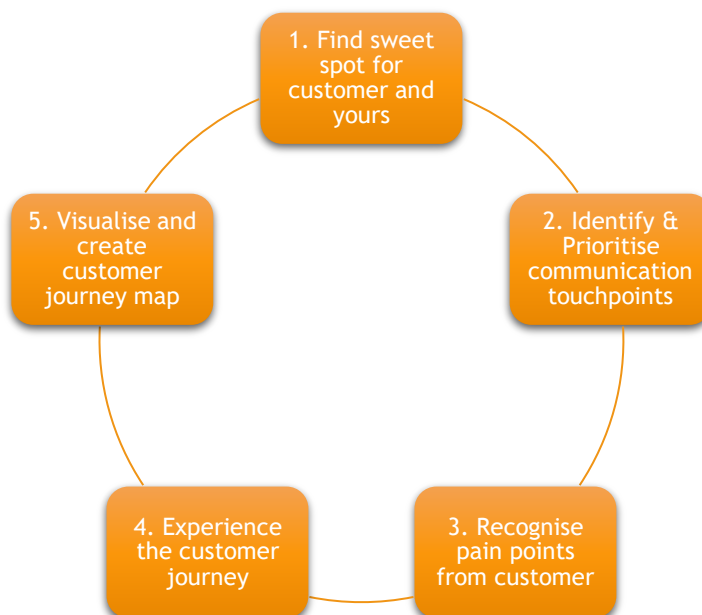 1. Find sweet
spot for
customer and
yours
2. Identify &
Prioritise
communication
touchpoints
3. Recognise
pain points
from customer
4. Experience
the customer
journey
5. Visualise and
create
customer
journey map